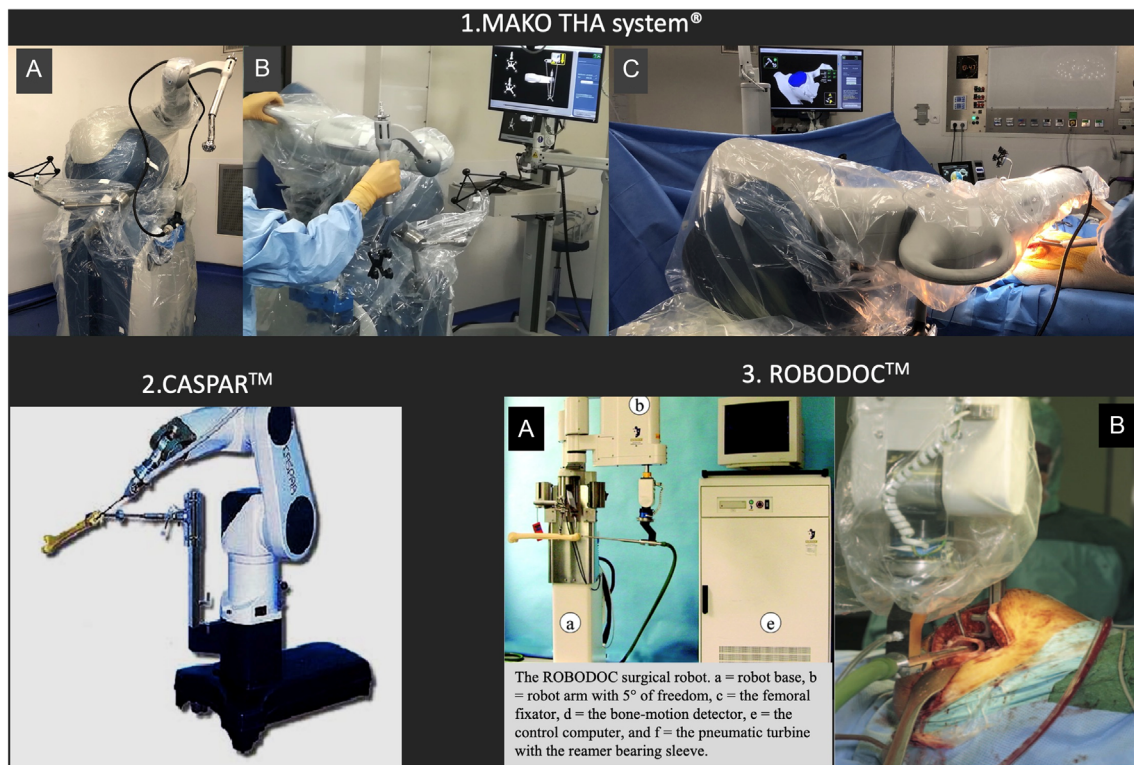 1.MAKO THA system®
A
B
C
2.CASPAR™
3. ROBODOC™
CASPAR
A
b
B
a
e
The ROBODOC surgical robot. a = robot base, b
= robot arm with 5° of freedom, c = the femoral
fixator, d = the bone-motion detector, e = the
control computer, and f = the pneumatic turbine
with the reamer bearing sleeve.